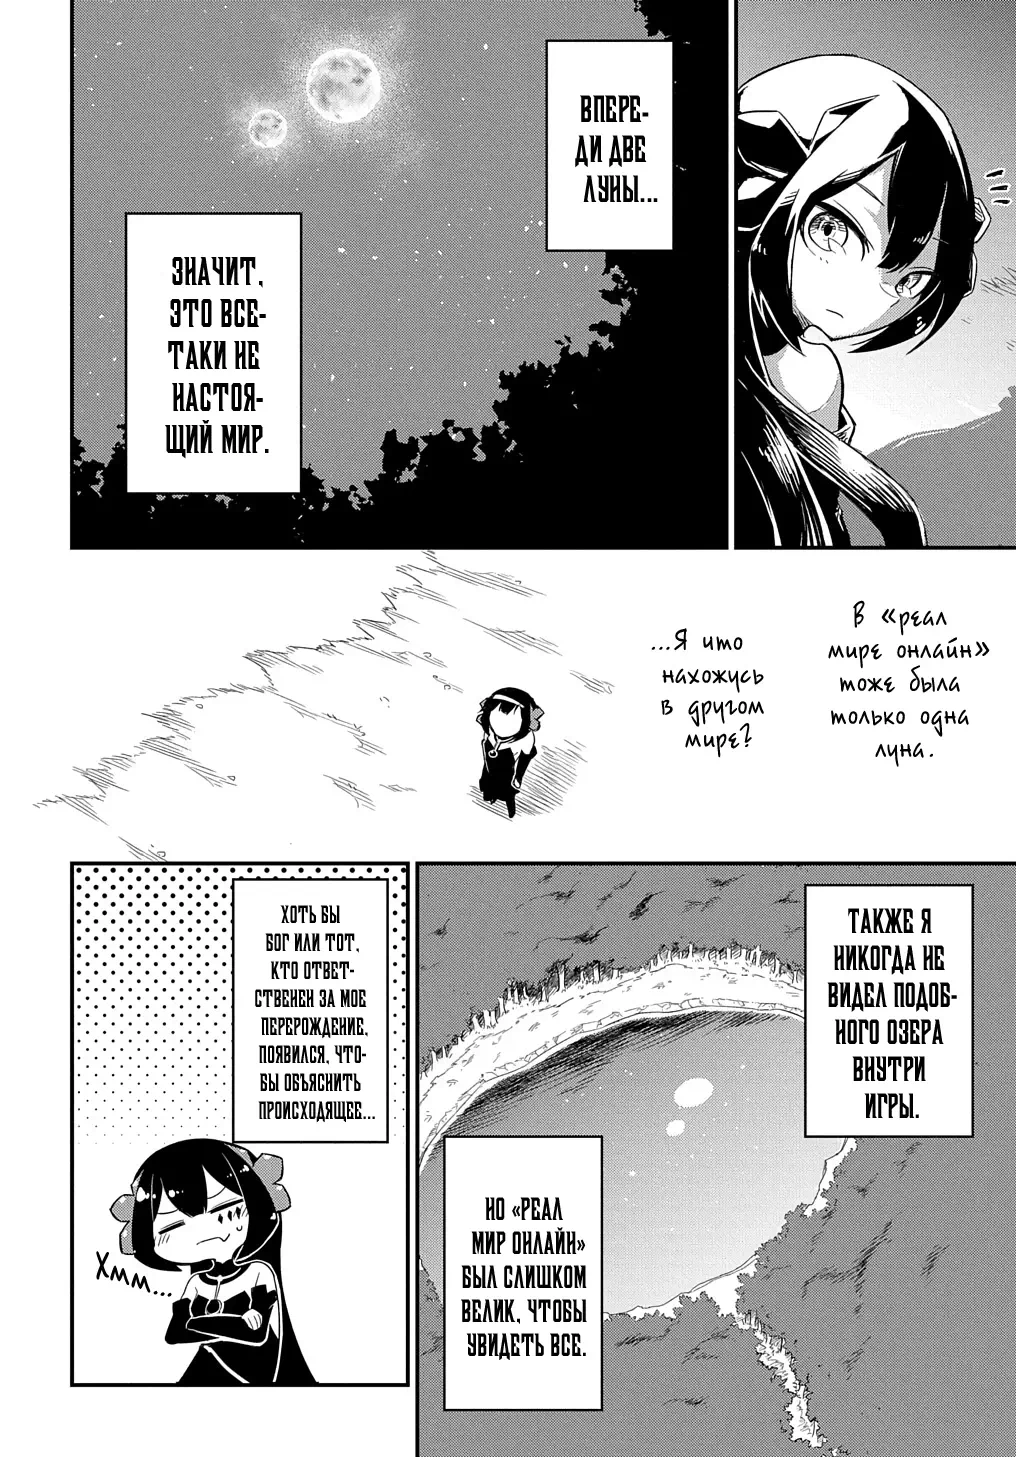 ВПЕРЕ-
ДИ ДВЕ
ЛУНЫ...
ЗНАЧИТ,
ЭТО ВСЕ-
ТАКИ НЕ
НАСТОЯ-
ЩИЙ МИР.
В «реал
мире онлайн»
тоже была
только одна
луна.
...Я что
нахожусь
в другом
мире?
ТАКЖЕ Я
НИКОГДА НЕ
ВИДЕЛ ПОДОБ-
НОГО ОЗЕРА
ВНУТРИ
ИГРЫ.
НО «РЕАЛ
МИР ОНЛАЙН»
БЫЛ СЛИШКОМ
ВЕЛИК, ЧТОБЫ
УВИДЕТЬ ВСЕ.
ХОТЬ БЫ
БОГ ИЛИ ТОТ,
КТО ОТВЕТ-
СТВЕНЕН ЗА МОЕ
ПЕРЕРОЖДЕНИЕ,
ПОЯВИЛСЯ, ЧТО-
БЫ ОБЪЯСНИТЬ
ПРОИСХОДЯЩЕЕ...
Хмм...